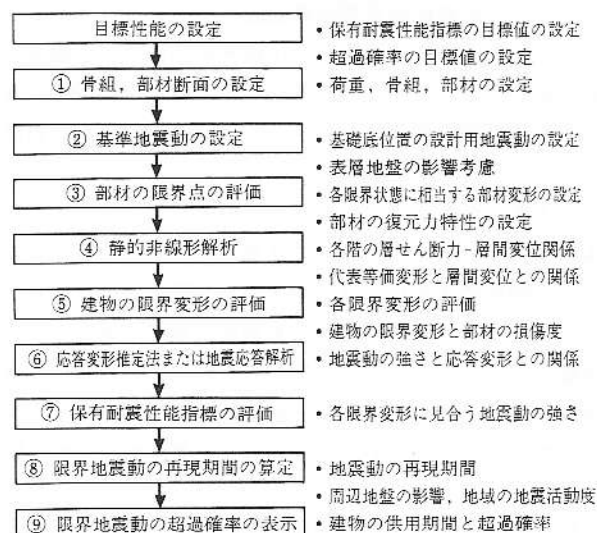 目標性能の設定
・保有耐震性能指標の目標値の設定
・超過確率の目標値の設定
① 骨組，部材断面の設定
・荷重，骨組，部材の設定
② 基準地震動の設定
・基礎底位置の設計用地震動の設定
・表層地盤の影響考慮
③ 部材の限界点の評価
・各限界状態に相当する部材変形の設定
・部材の復元力特性の設定
④ 静的非線形解析
・各階の層せん断力-層間変位関係
・代表等価変形と層間変位との関係
⑤ 建物の限界変形の評価
・各限界変形の評価
・建物の限界変形と部材の損傷度
⑥ 応答変形推定法または地震応答解析
・地震動の強さと応答変形との関係
⑦ 保有耐震性能指標の評価
・各限界変形に見合う地震動の強さ
⑧ 限界地震動の再現期間の算定
・地震動の再現期間
・周辺地盤の影響，地域の地震活動度
⑨ 限界地震動の超過確率の表示
・建物の供用期間と超過確率